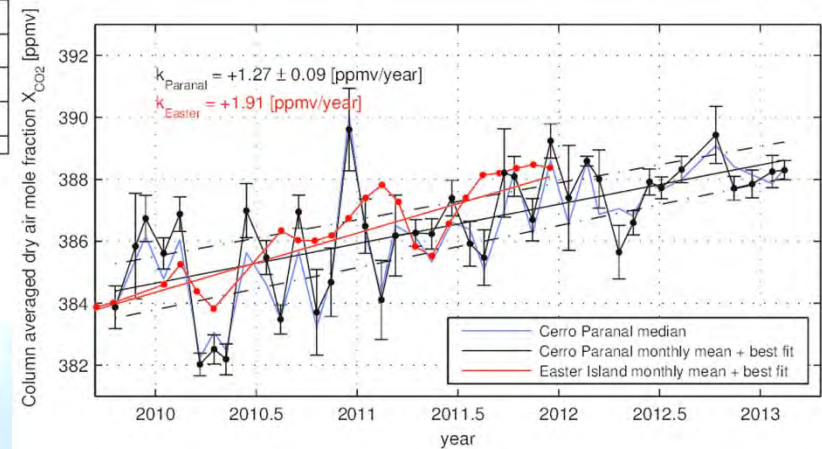 Column averaged dry air mole fraction X_CO2 [ppmv]
392
390
388
386
384
382
k_Paranal = +1.27 ± 0.09 [ppmv/year]
k_Easter = +1.91 [ppmv/year]
Cerro Paranal median
Cerro Paranal monthly mean + best fit
Easter Island monthly mean + best fit
2010 2010.5 2011 2011.5 2012 2012.5 2013
year